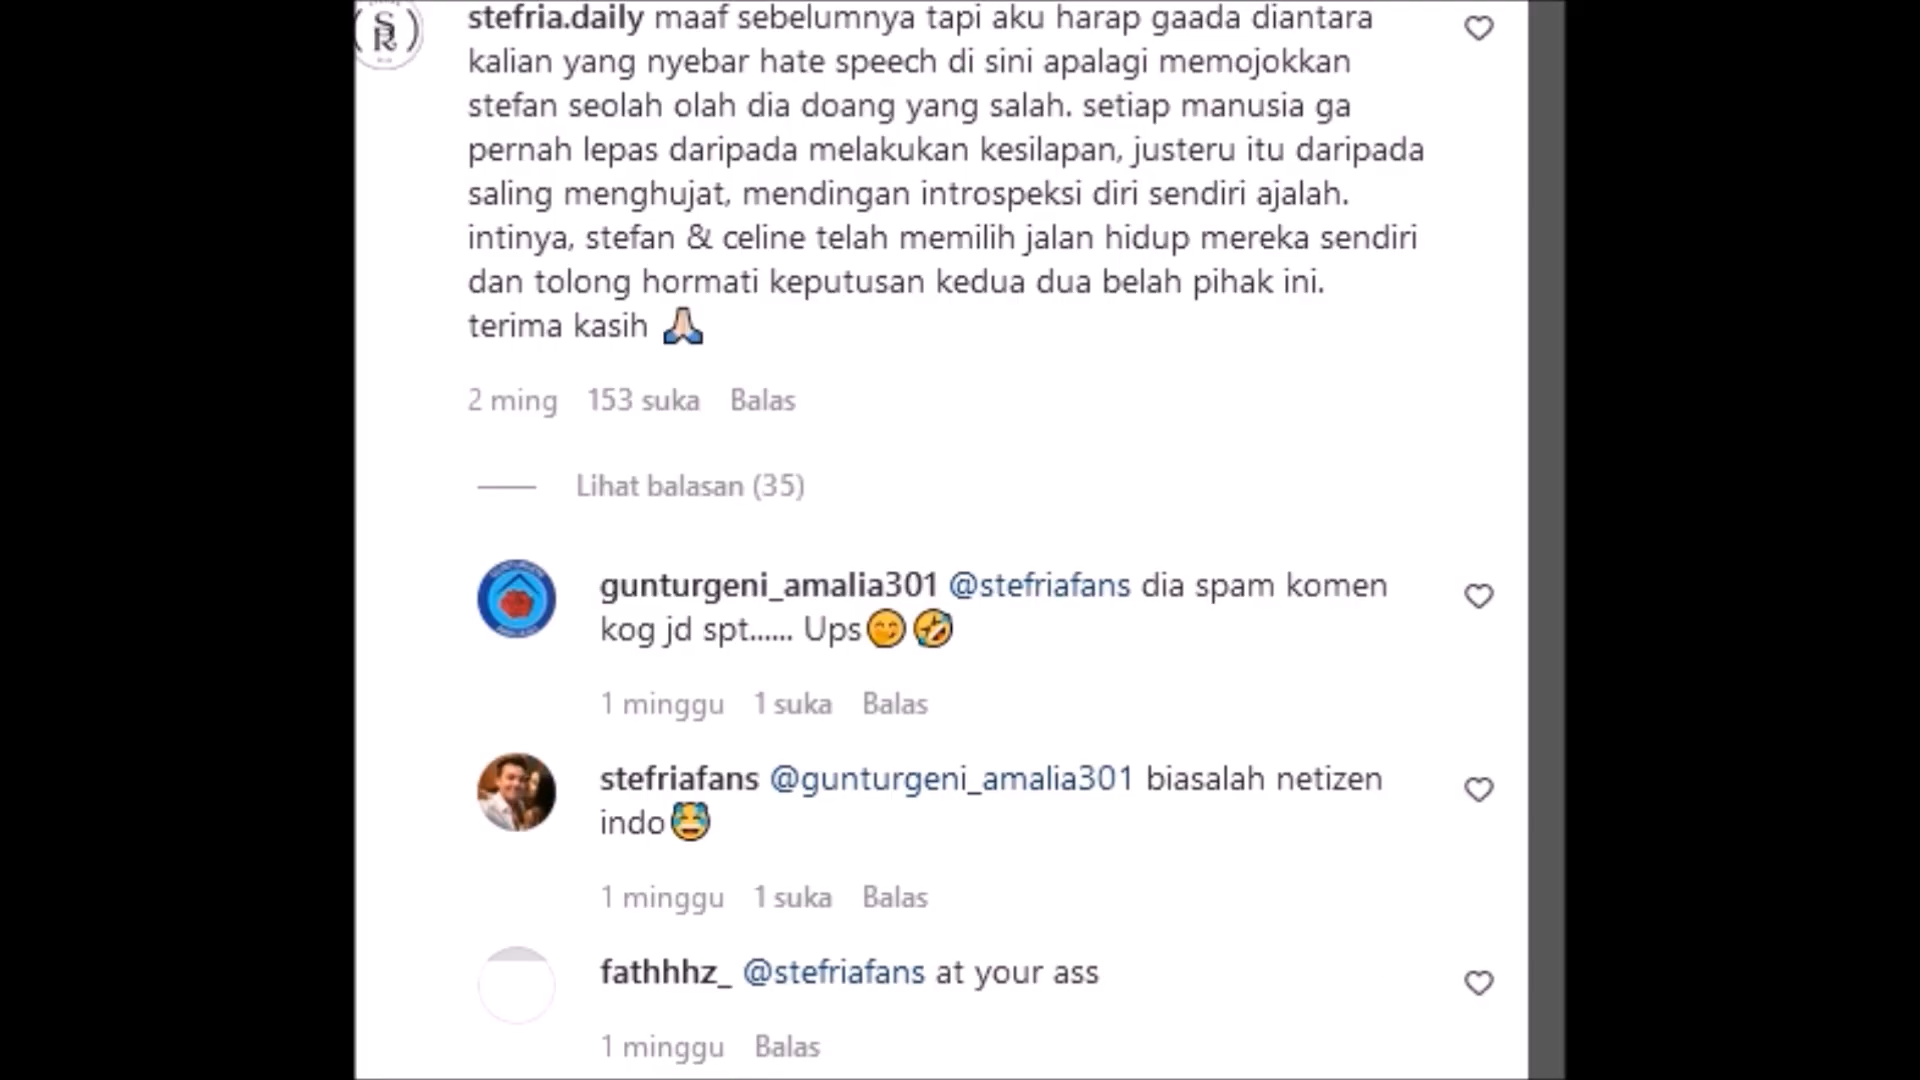 stefria.daily maaf sebelumnya tapi aku harap gaada diantara
kalian yang nyebar hate speech di sini apalagi memojokkan
stefan seolah olah dia doang yang salah. setiap manusia ga
pernah lepas daripada melakukan kesilapan, justeru itu daripada
saling menghujat, mendingan introspeksi diri sendiri ajalah.
intinya, stefan & celine telah memilih jalan hidup mereka sendiri
dan tolong hormati keputusan kedua dua belah pihak ini.
terima kasih 🙏🏻
2 ming 153 suka Balas
Lihat balasan (35)
gunturgeni_amalia301 @stefriafans dia spam komen
kog jd spt...... Ups😋🤣
1 minggu 1 suka Balas
stefriafans @gunturgeni_amalia301 biasalah netizen
indo😹
1 minggu 1 suka Balas
fathhhz_ @stefriafans at your ass
1 minggu Balas